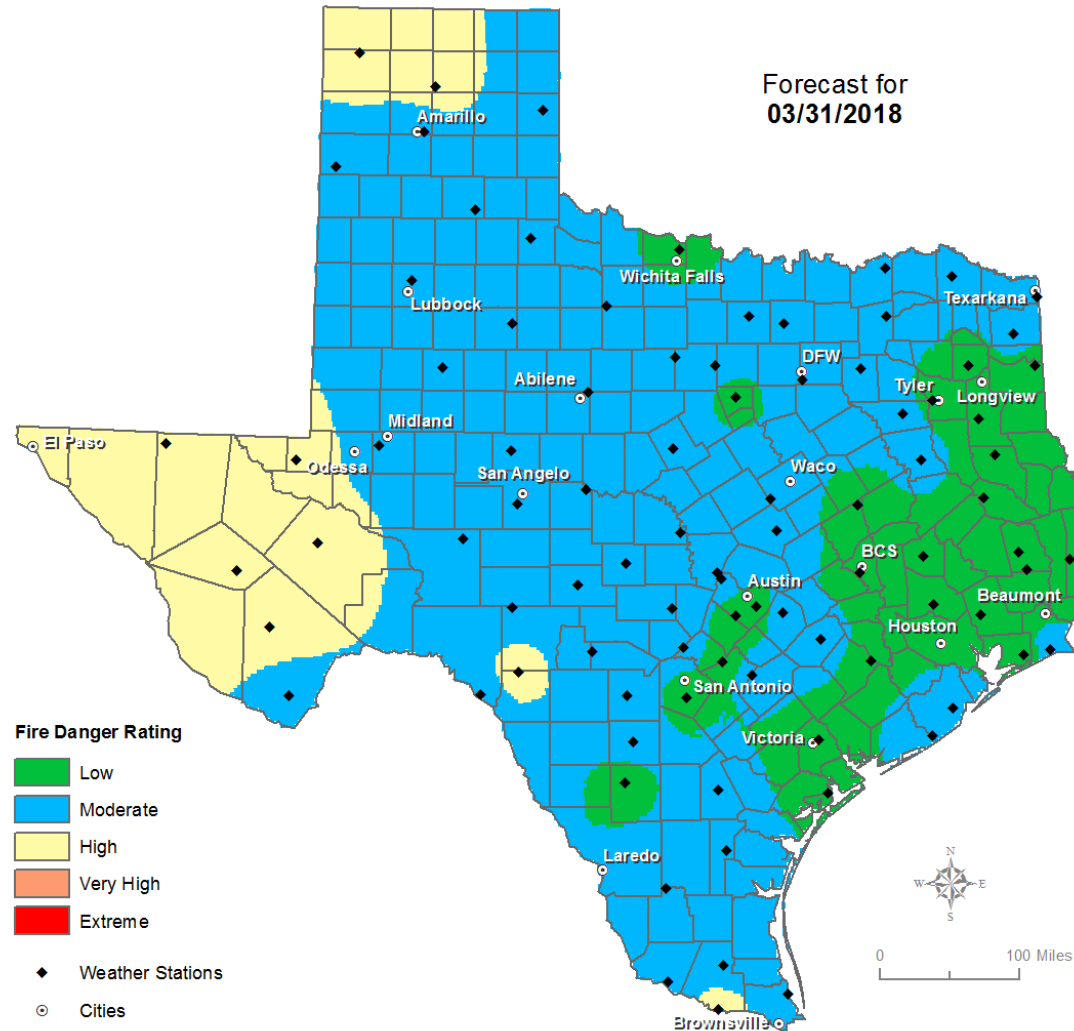 Forecast for
03/31/2018
Amarillo
Wichita Falls
Lubbock
Texarkana
DFW
Abilene
Tyler
Longview
Midland
El Paso
Odessa
San Angelo
Waco
BCS
Austin
Beaumont
Houston
San Antonio
Victoria
Laredo
Brownsville
Fire Danger Rating
Low
Moderate
High
Very High
Extreme
Weather Stations
Cities
N
W E
S
0 100 Miles